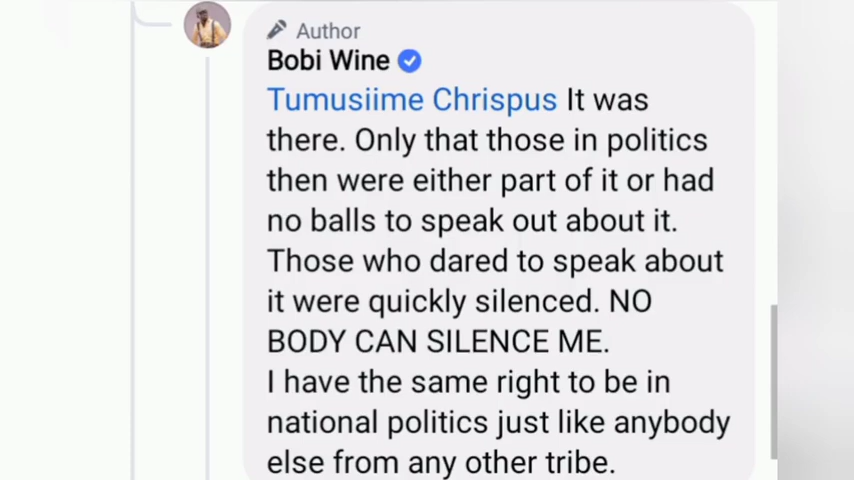 Author
Bobi Wine
Tumusiime Chrispus It was
there. Only that those in politics
then were either part of it or had
no balls to speak out about it.
Those who dared to speak about
it were quickly silenced. NO
BODY CAN SILENCE ME.
I have the same right to be in
national politics just like anybody
else from any other tribe.